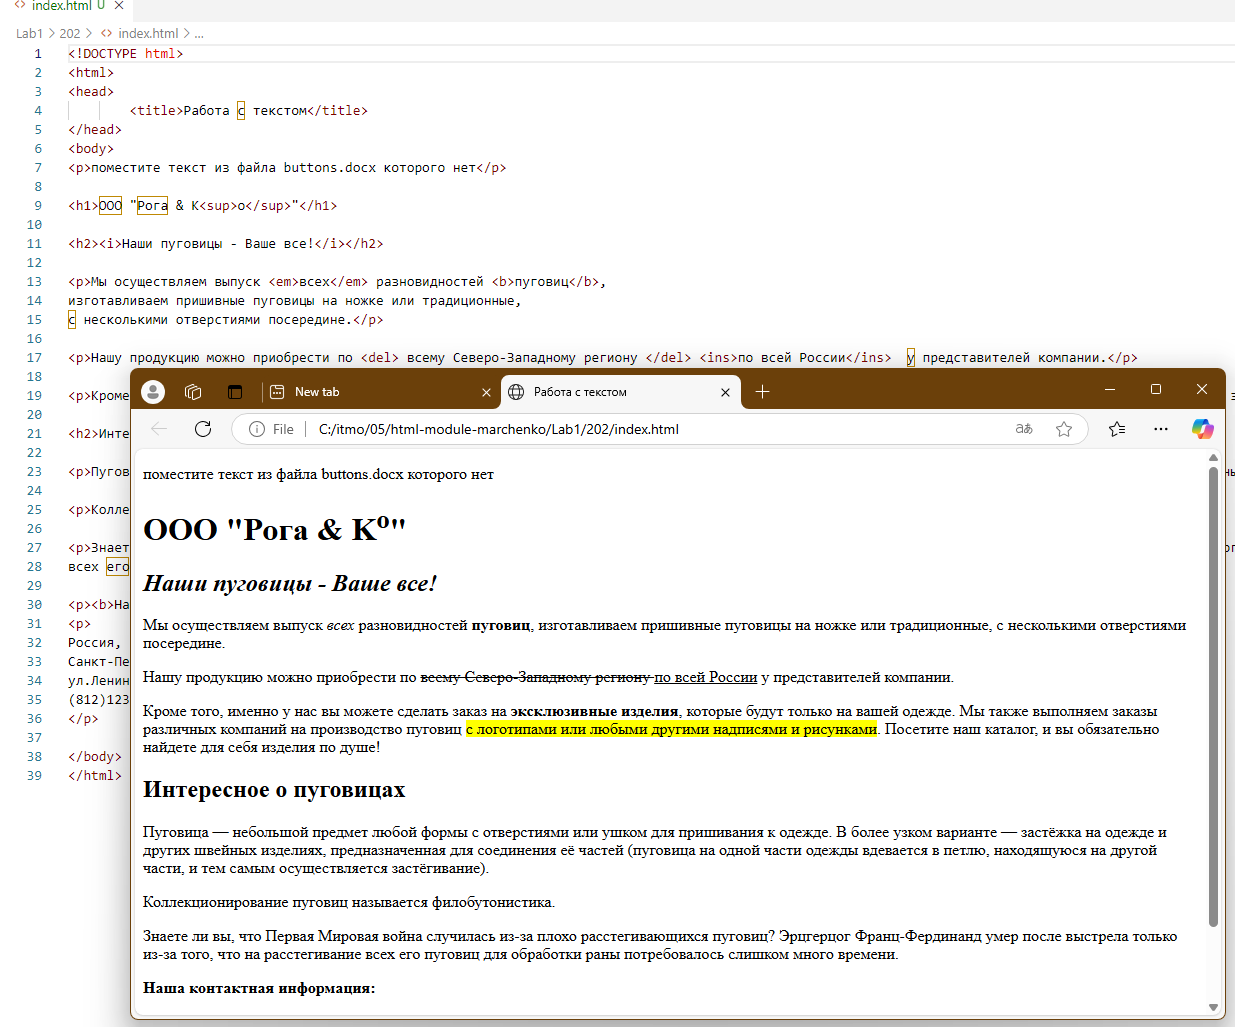 index.html U
Lab1 > 202 > <> index.html > ...
1 <!DOCTYPE html>
2 <html>
3 <head>
4 <title>Работа с текстом</title>
5 </head>
6 <body>
7 <p>поместите текст из файла buttons.docx которого нет</p>
8
9 <h1>ООО "Рога & К<sup>о</sup>"</h1>
10
11 <h2><i>Наши пуговицы - Ваше все!</i></h2>
12
13 <p>Мы осуществляем выпуск <em>всех</em> разновидностей <b>пуговиц</b>,
14 изготавливаем пришивные пуговицы на ножке или традиционные,
15 с несколькими отверстиями посередине.</p>
16
17 <p>Нашу продукцию можно приобрести по <del> всему Северо-Западному региону </del> <ins>по всей России</ins>  у представителей компании.</p>
18
19 <p>Кроме
20
21 <h2>Инте
22
23 <p>Пугов
24
25 <p>Колле
26
27 <p>Знает
28 всех его
29
30 <p><b>На
31 <p>
32 Россия,
33 Санкт-Пе
34 ул.Ленин
35 (812)123
36 </p>
37
38 </body>
39 </html>
New tab
Работа с текстом
File C:/itmo/05/html-module-marchenko/Lab1/202/index.html
поместите текст из файла buttons.docx которого нет
ООО "Рога & Ко"
Наши пуговицы - Ваше все!
Мы осуществляем выпуск всех разновидностей пуговиц, изготавливаем пришивные пуговицы на ножке или традиционные, с несколькими отверстиями
посередине.
Нашу продукцию можно приобрести по всему Северо-Западному региону по всей России у представителей компании.
Кроме того, именно у нас вы можете сделать заказ на эксклюзивные изделия, которые будут только на вашей одежде. Мы также выполняем заказы
различных компаний на производство пуговиц с логотипами или любыми другими надписями и рисунками. Посетите наш каталог, и вы обязательно
найдете для себя изделия по душе!
Интересное о пуговицах
Пуговица — небольшой предмет любой формы с отверстиями или ушком для пришивания к одежде. В более узком варианте — застёжка на одежде и
других швейных изделиях, предназначенная для соединения её частей (пуговица на одной части одежды вдевается в петлю, находящуюся на другой
части, и тем самым осуществляется застёгивание).
Коллекционирование пуговиц называется филобутонистика.
Знаете ли вы, что Первая Мировая война случилась из-за плохо расстегивающихся пуговиц? Эрцгерцог Франц-Фердинанд умер после выстрела только
из-за того, что на расстегивание всех его пуговиц для обработки раны потребовалось слишком много времени.
Наша контактная информация: